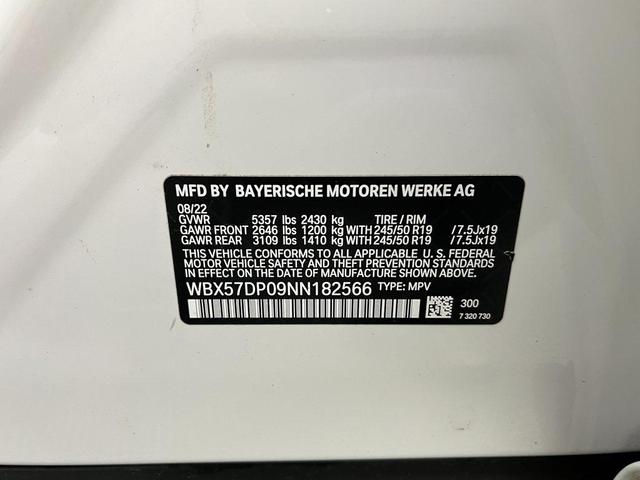 MFD BY BAYERISCHE MOTOREN WERKE AG
08/22
GVWR 5357 lbs 2430 kg TIRE / RIM
GAWR FRONT 2646 lbs 1200 kg WITH 245/50 R19 /7.5Jx19
GAWR REAR 3109 lbs 1410 kg WITH 245/50 R19 /7.5Jx19
THIS VEHICLE CONFORMS TO ALL APPLICABLE U. S. FEDERAL
MOTOR VEHICLE SAFETY STANDARDS IN EFFECT ON THE
DATE OF MANUFACTURE SHOWN ABOVE.
WBX57DP09NN182566 TYPE: MPV
300
7 320 730